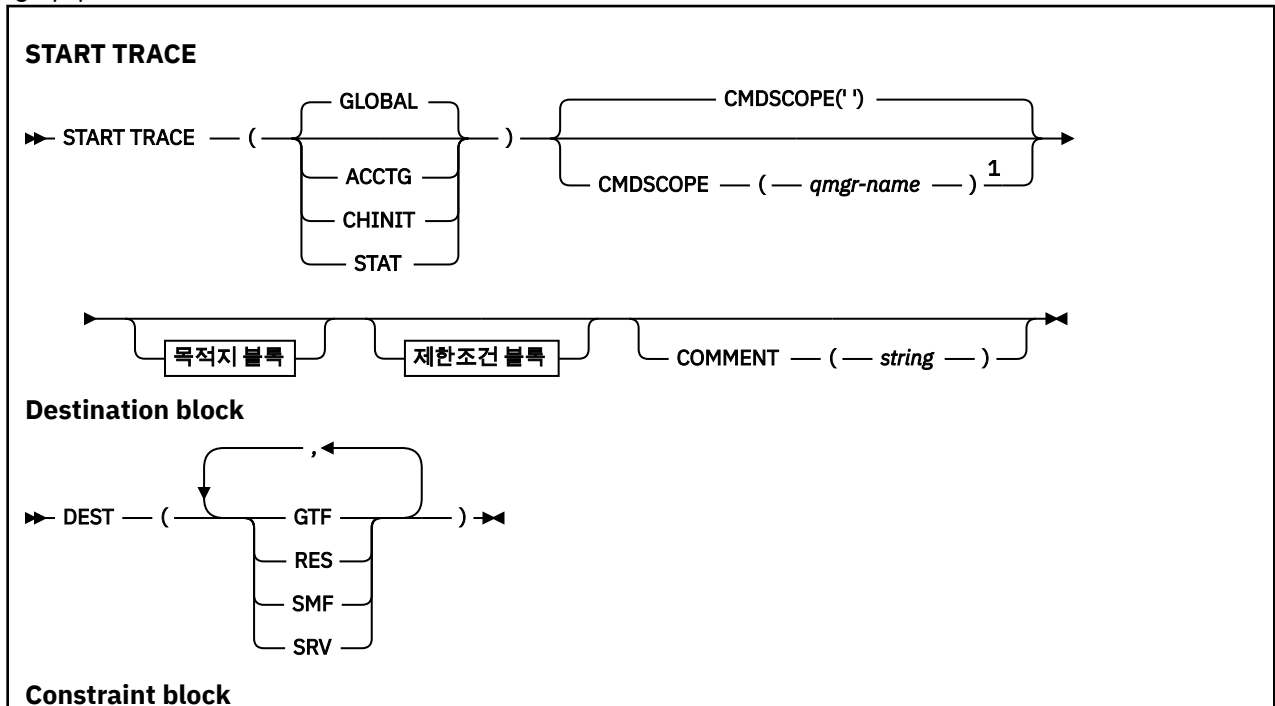 START TRACE
GLOBAL
CMDSCOPE(' ')
START TRACE ( )
ACCTG
CMDSCOPE ( qmgr-name ) 1
CHINIT
STAT
목적지 블록 제한조건 블록 COMMENT ( string )
Destination block
,
DEST ( GTF )
RES
SMF
SRV
Constraint block